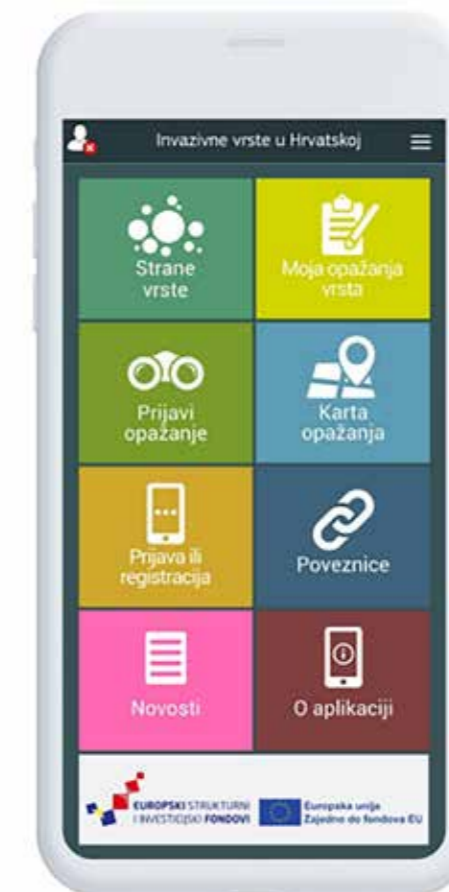 Invazivne vrste u Hrvatskoj
Strane
vrste
Moja opažanja
vrsta
Prijavi
opažanje
Karta
opažanja
Prijava ili
registracija
Poveznice
Novosti
O aplikaciji
EUROPSKI STRUKTURNI
I INVESTICIJSKI FONDOVI
Europska unija
Zajedno do fondova EU